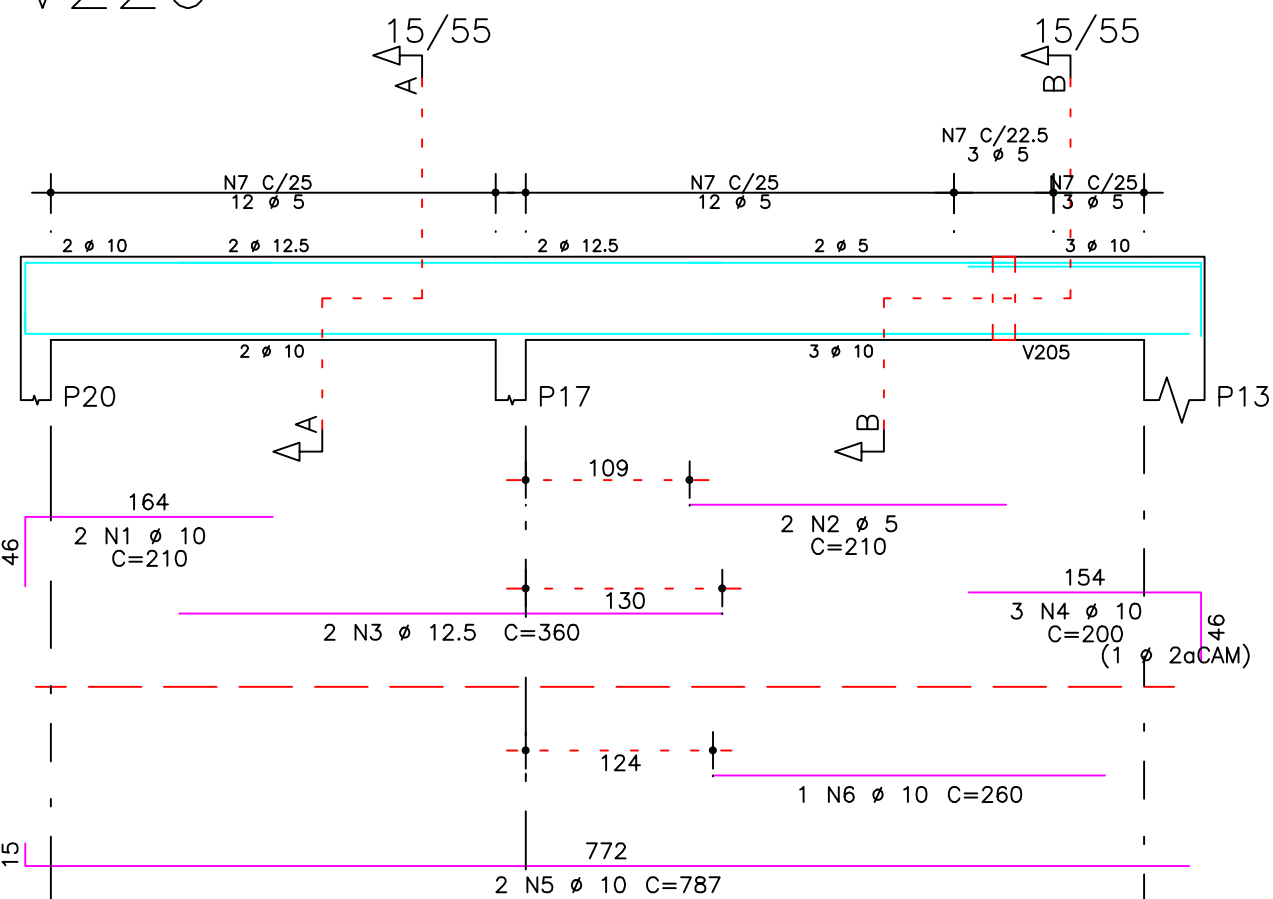 15/55
15/55
A
B
N7 C/22.5
3 ø 5
N7 C/25
12 ø 5
N7 C/25
12 ø 5
N7 C/25
3 ø 5
2 ø 10
2 ø 12.5
2 ø 12.5
2 ø 5
3 ø 10
2 ø 10
3 ø 10
V205
P20
P17
P13
A
B
109
164
2 N1 ø 10
C=210
46
2 N2 ø 5
C=210
130
2 N3 ø 12.5 C=360
154
3 N4 ø 10
C=200
(1 ø 2aCAM)
46
124
1 N6 ø 10 C=260
15
772
2 N5 ø 10 C=787